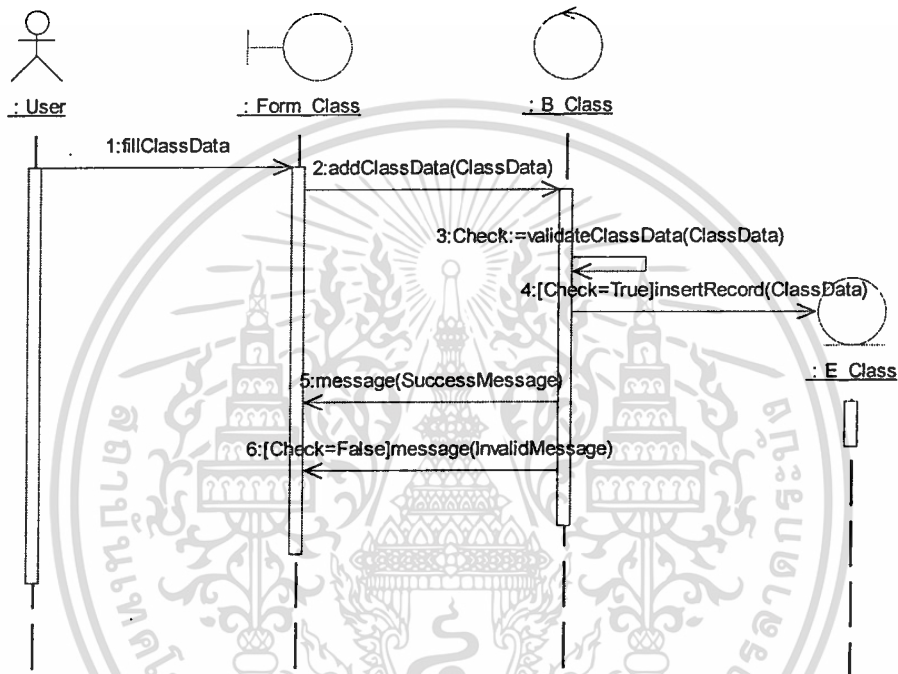 : User
: Form_Class
: B_Class
1:fillClassData
2:addClassData(ClassData)
3:Check:=validateClassData(ClassData)
4:[Check=True]insertRecord(ClassData)
: E_Class
5:message(SuccessMessage)
6:[Check=False]message(InvalidMessage)